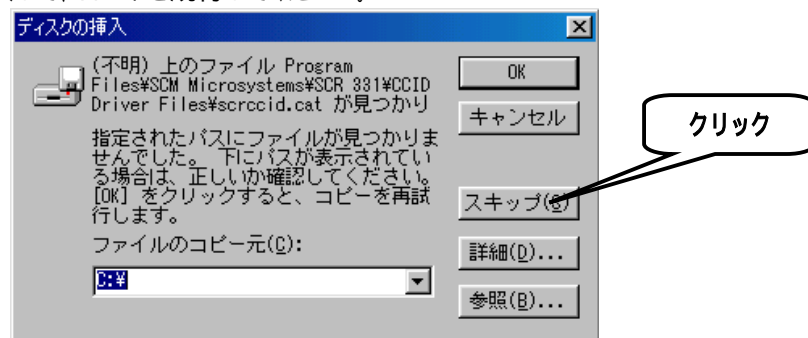 ディスクの挿入
(不明) 上のファイル Program
Files¥SCM Microsystems¥SCR 331¥CCID
Driver Files¥scrccid.cat が見つかり
指定されたパスにファイルが見つかりま
せんでした。 下にパスが表示されてい
る場合は、正しいか確認してください。
[OK] をクリックすると、コピーを再試
行します。
ファイルのコピー元(C):
D:¥
OK
キャンセル
スキップ(S)
詳細(D)...
参照(B)...
クリック